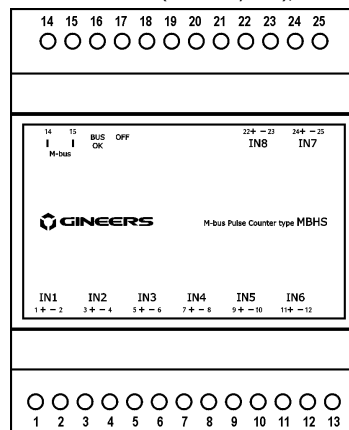 14 15 16 17 18 19 20 21 22 23 24 25
14 15 BUS OFF 22+ −23 24+ −25
OK IN8 IN7
M-bus
GINEERS M-bus Pulse Counter type MBHS
IN1 IN2 IN3 IN4 IN5 IN6
1 + − 2 3 + − 4 5 + − 6 7 + − 8 9 + − 10 11+ −12
1 2 3 4 5 6 7 8 9 10 11 12 13